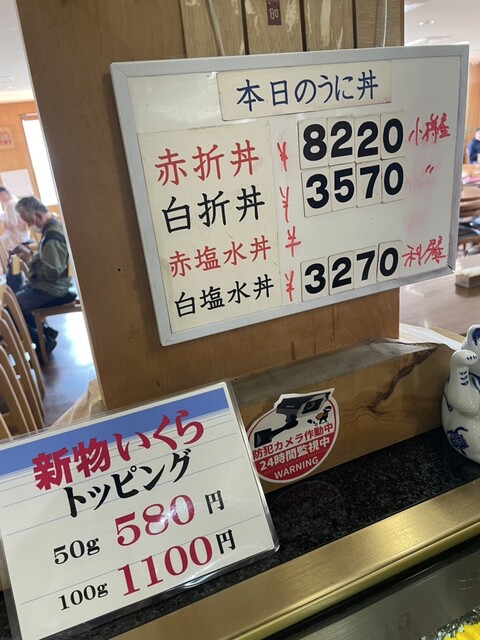 本日のうに丼
赤折丼 ¥8220 小樽産
白折丼 ¥3570 〃
赤塩水丼 ¥
白塩水丼 ¥3270
新物いくら
トッピング
50g 580円
100g 1100円
防犯カメラ作動中
24時間監視中
WARNING